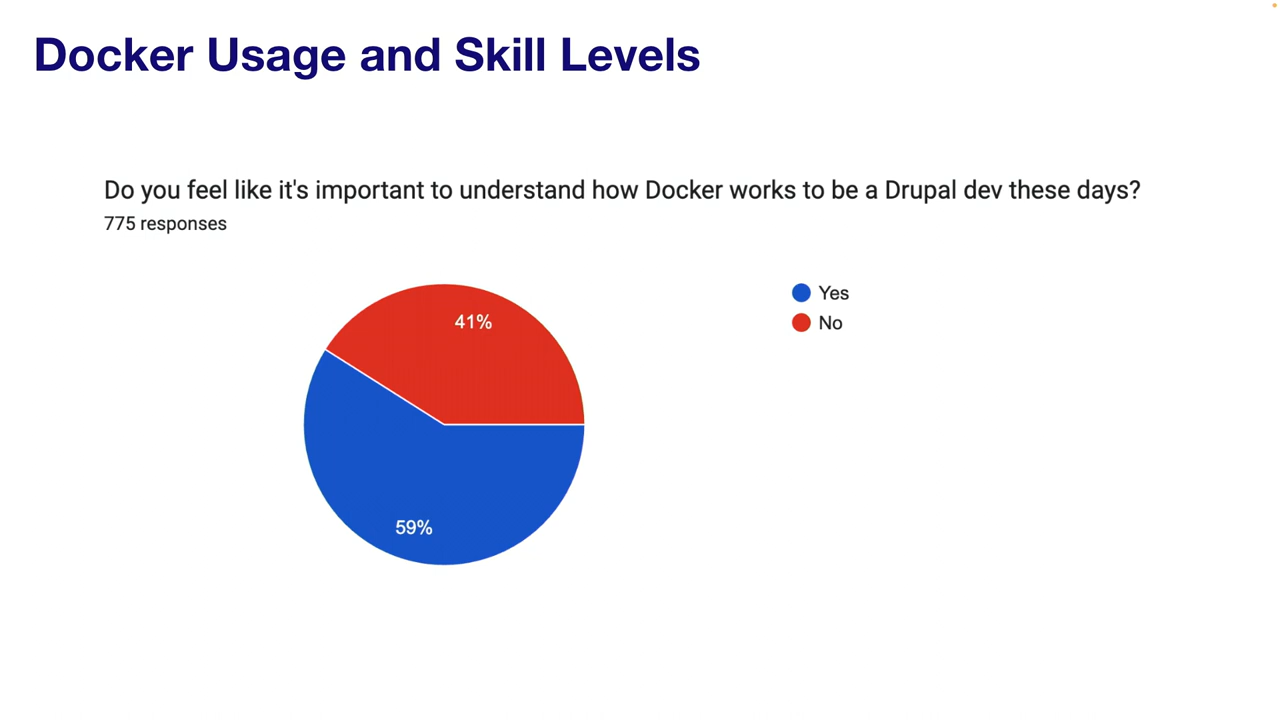 Docker Usage and Skill Levels
Do you feel like it's important to understand how Docker works to be a Drupal dev these days?
775 responses
Yes
No
41%
59%